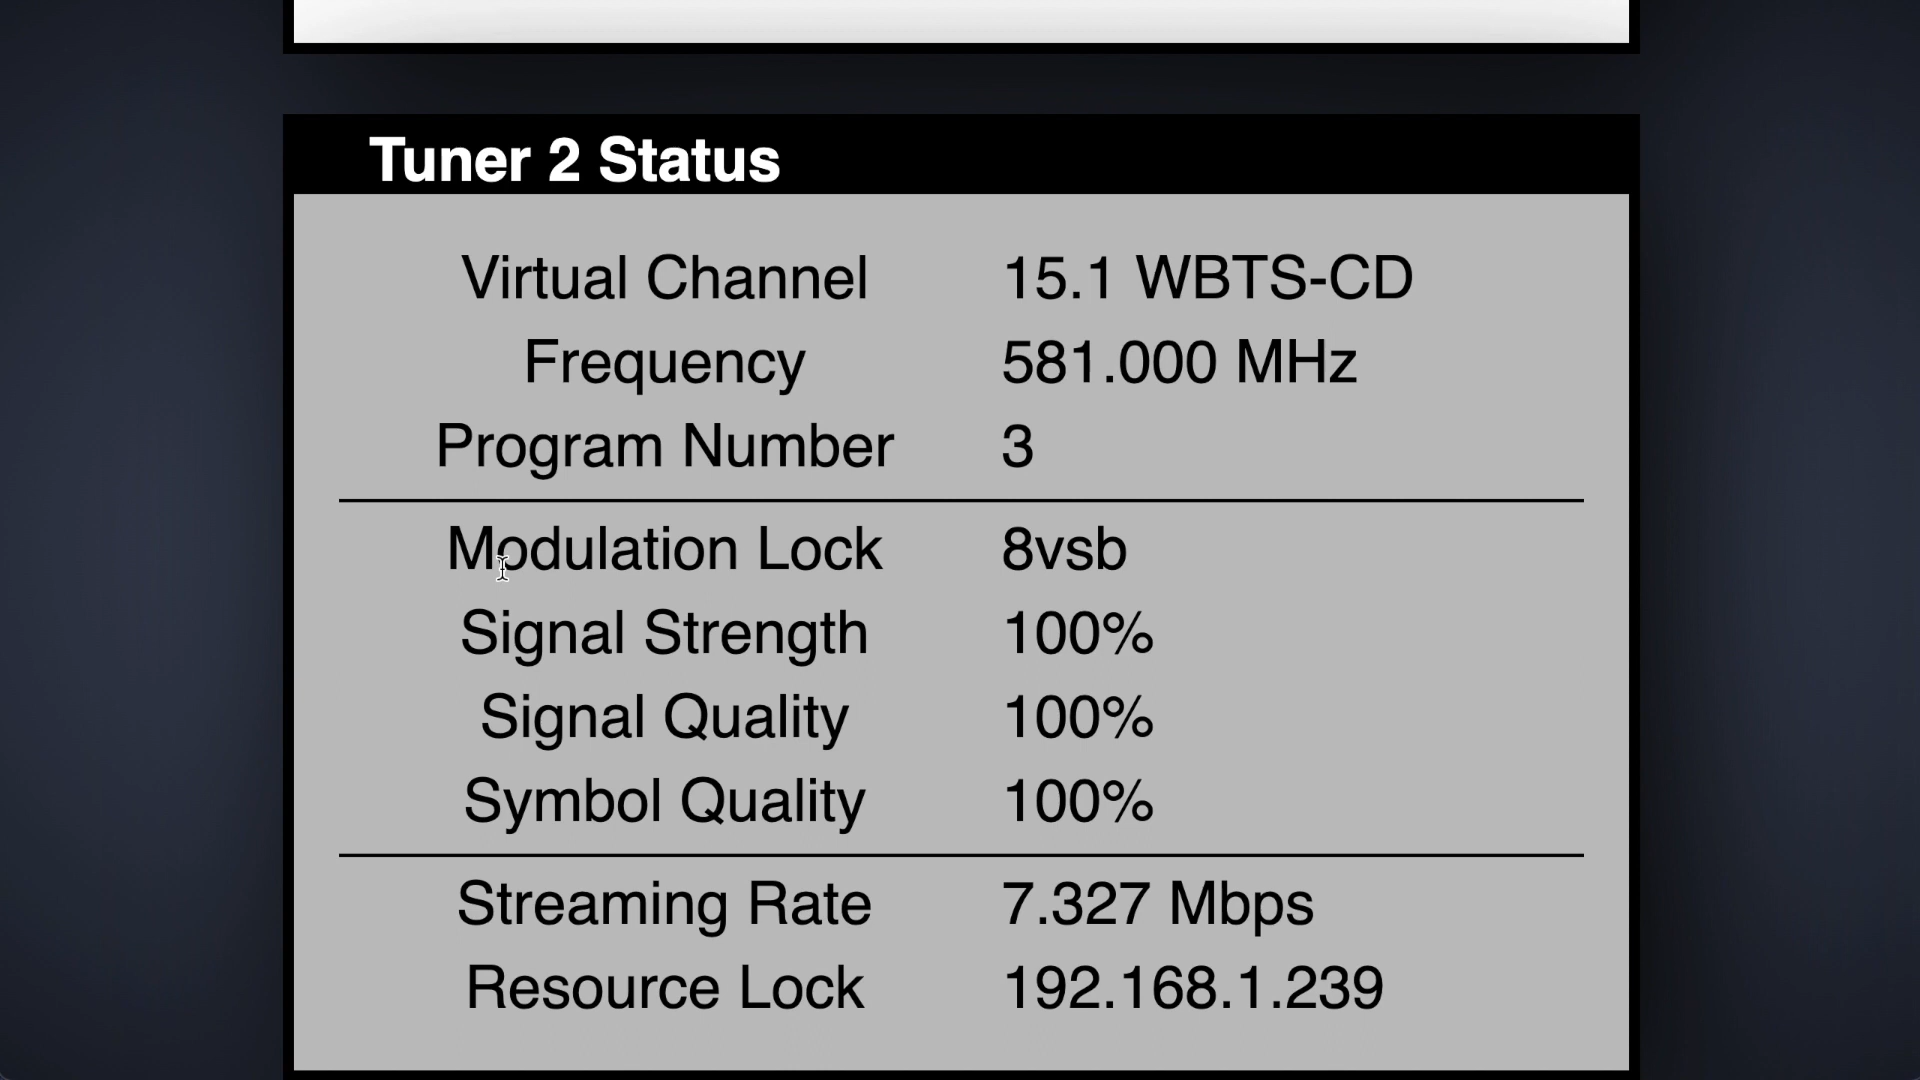 Tuner 2 Status
Virtual Channel 15.1 WBTS-CD
Frequency 581.000 MHz
Program Number 3
Modulation Lock 8vsb
Signal Strength 100%
Signal Quality 100%
Symbol Quality 100%
Streaming Rate 7.327 Mbps
Resource Lock 192.168.1.239